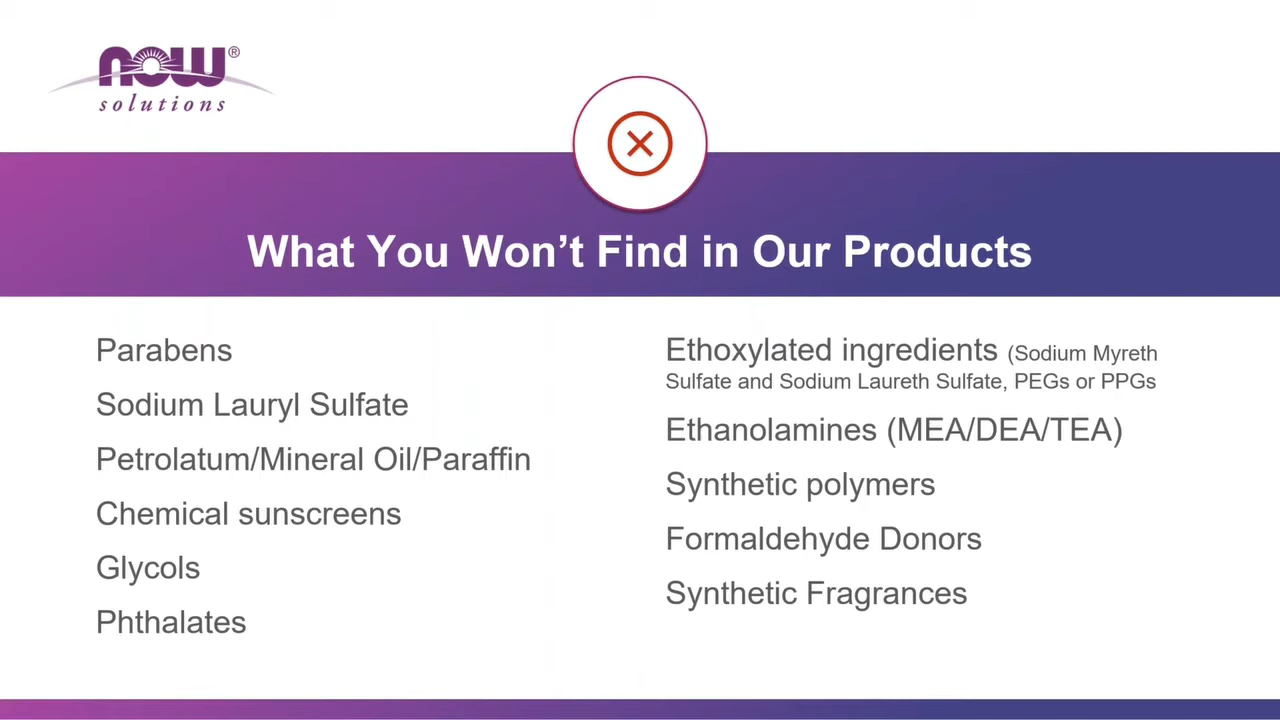 now®
solutions
What You Won’t Find in Our Products
Parabens
Sodium Lauryl Sulfate
Petrolatum/Mineral Oil/Paraffin
Chemical sunscreens
Glycols
Phthalates
Ethoxylated ingredients (Sodium Myreth
Sulfate and Sodium Laureth Sulfate, PEGs or PPGs
Ethanolamines (MEA/DEA/TEA)
Synthetic polymers
Formaldehyde Donors
Synthetic Fragrances